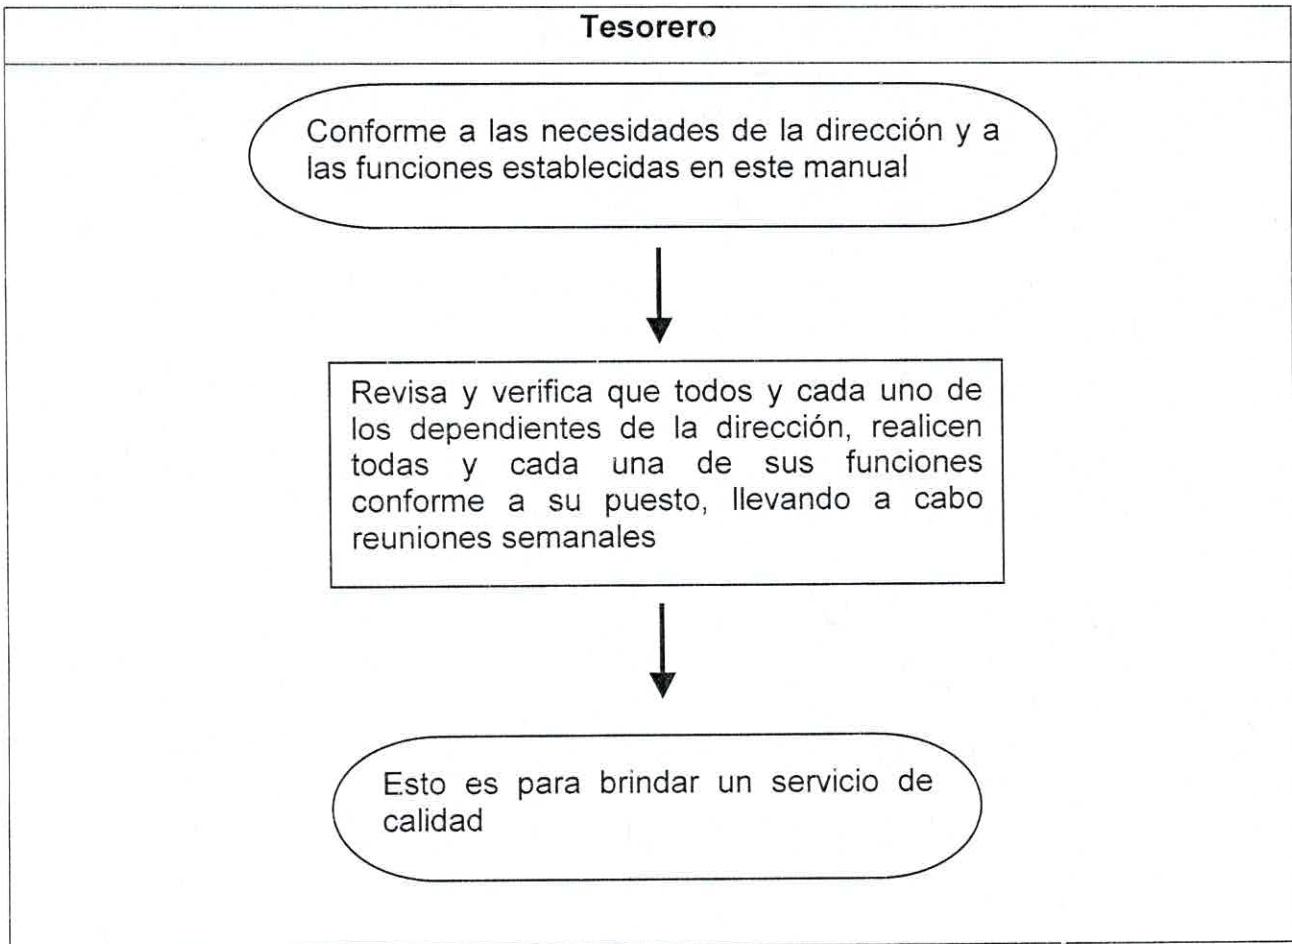 Tesorero
Conforme a las necesidades de la dirección y a
las funciones establecidas en este manual
Revisa y verifica que todos y cada uno de
los dependientes de la dirección, realicen
todas y cada una de sus funciones
conforme a su puesto, llevando a cabo
reuniones semanales
Esto es para brindar un servicio de
calidad